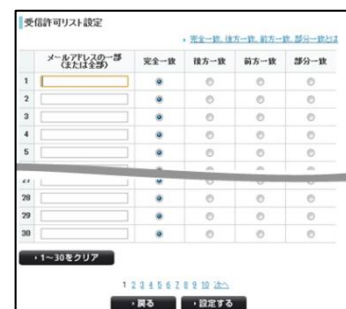 受信許可リスト設定
完全一致、後方一致、前方一致、部分一致とは
メールアドレスの一部
(または全部)
完全一致 後方一致 前方一致 部分一致
1
2
3
4
5
27
28
29
30
1～30をクリア
1 2 3 4 5 6 7 8 9 10 次へ
戻る 設定する